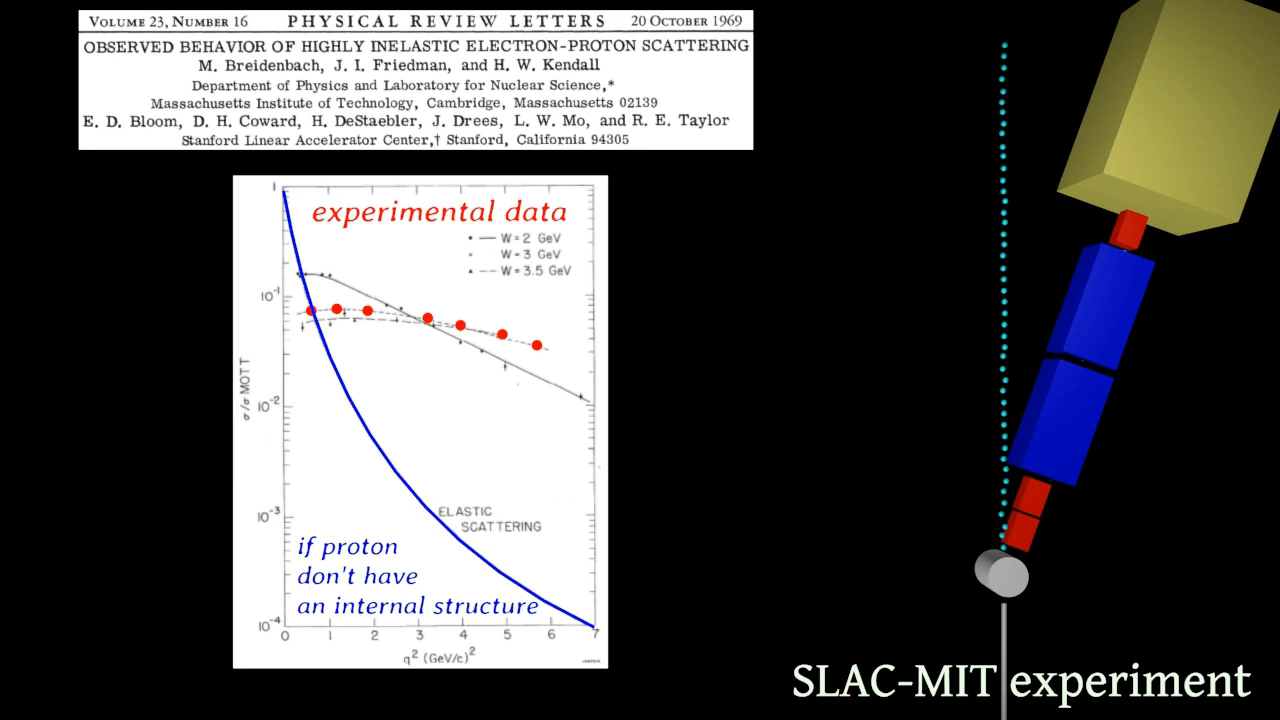 VOLUME 23, NUMBER 16 PHYSICAL REVIEW LETTERS 20 OCTOBER 1969
OBSERVED BEHAVIOR OF HIGHLY INELASTIC ELECTRON-PROTON SCATTERING
M. Breidenbach, J. I. Friedman, and H. W. Kendall
Department of Physics and Laboratory for Nuclear Science,*
Massachusetts Institute of Technology, Cambridge, Massachusetts 02139
E. D. Bloom, D. H. Coward, H. DeStaebler, J. Drees, L. W. Mo, and R. E. Taylor
Stanford Linear Accelerator Center,† Stanford, California 94305
1
experimental data
W = 2 GeV
W = 3 GeV
W = 3.5 GeV
10⁻¹
σ/σ MOTT
10⁻²
10⁻³
ELASTIC
SCATTERING
if proton
don't have
an internal structure
10⁻⁴
0 1 2 3 4 5 6 7
q² (GeV/c)²
SLAC-MIT experiment